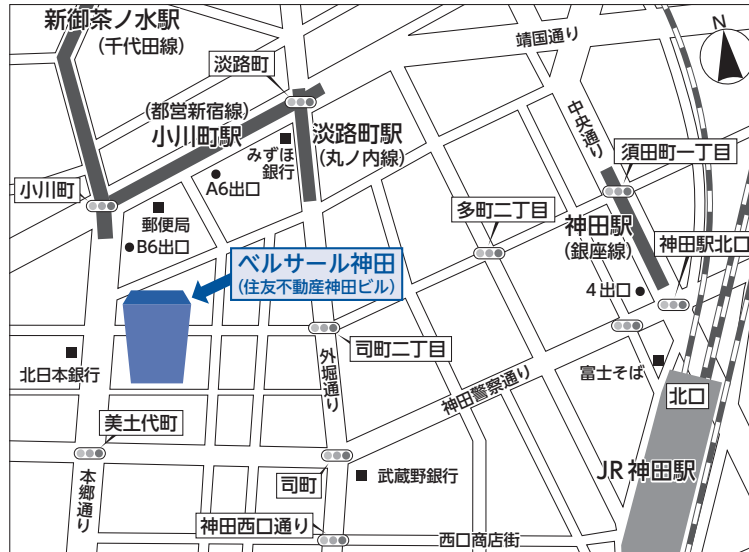 新御茶ノ水駅
(千代田線)
靖国通り
N
淡路町
(都営新宿線)
小川町駅
淡路町駅
(丸ノ内線)
みずほ
銀行
中央通り
須田町一丁目
A6出口
小川町
郵便局
B6出口
多町二丁目
神田駅
(銀座線)
神田駅北口
ベルサール神田
(住友不動産神田ビル)
4出口
司町二丁目
外堀通り
北日本銀行
神田警察通り
富士そば
北口
美土代町
本郷通り
司町
武蔵野銀行
JR神田駅
神田西口通り
西口商店街